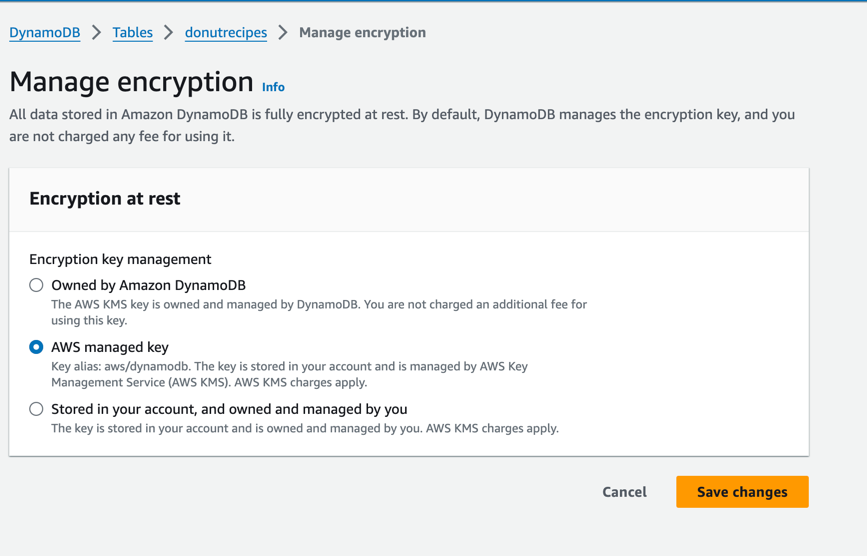 DynamoDB > Tables > donutrecipes > Manage encryption
Manage encryption Info
All data stored in Amazon DynamoDB is fully encrypted at rest. By default, DynamoDB manages the encryption key, and you
are not charged any fee for using it.
Encryption at rest
Encryption key management
Owned by Amazon DynamoDB
The AWS KMS key is owned and managed by DynamoDB. You are not charged an additional fee for
using this key.
AWS managed key
Key alias: aws/dynamodb. The key is stored in your account and is managed by AWS Key
Management Service (AWS KMS). AWS KMS charges apply.
Stored in your account, and owned and managed by you
The key is stored in your account and is owned and managed by you. AWS KMS charges apply.
Cancel Save changes